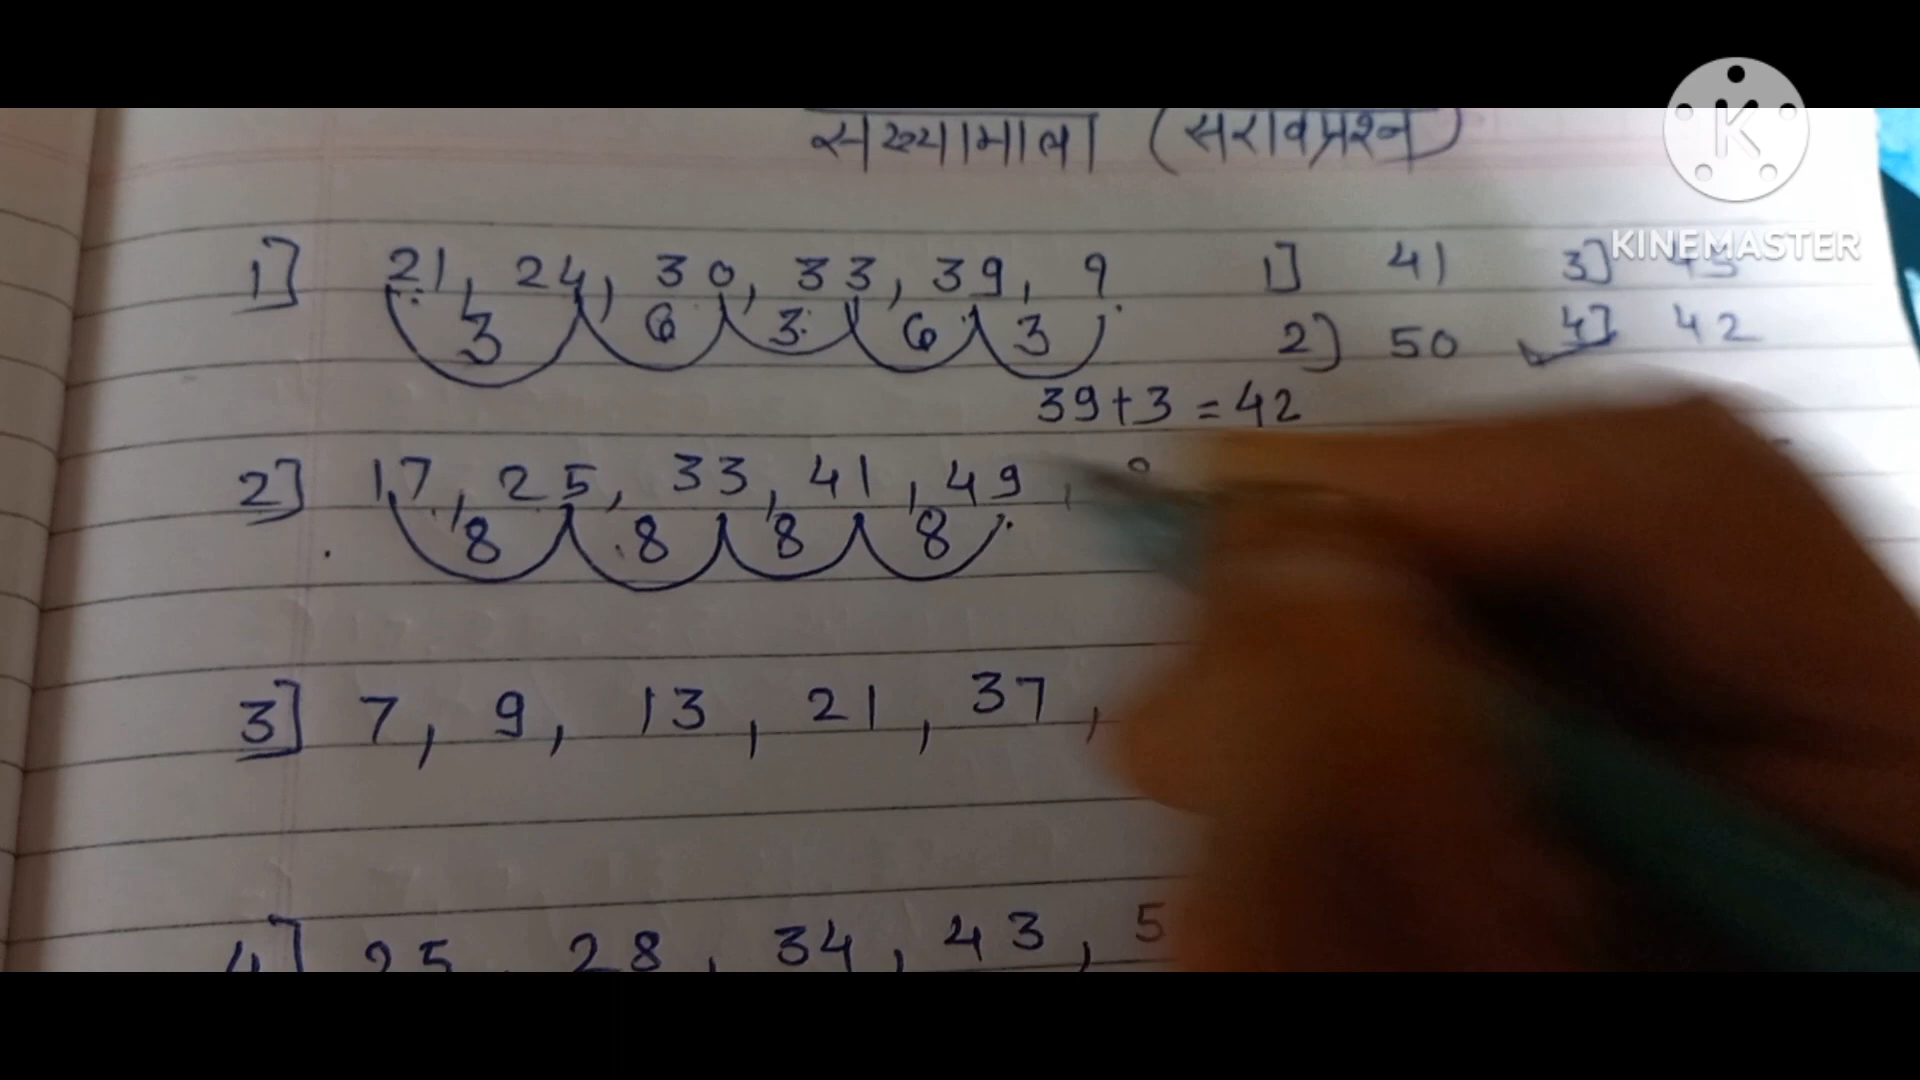 संख्यामाला (सरावप्रश्न)
KINEMASTER
1] 21, 24, 30, 33, 39, ? 1] 41 3]
3 6 3 6 3 2) 50 4] 42
39+3 = 42
2] 17, 25, 33, 41, 49, ?
8 8 8 8
3] 7, 9, 13, 21, 37,
4] 25, 28, 34, 43, 5